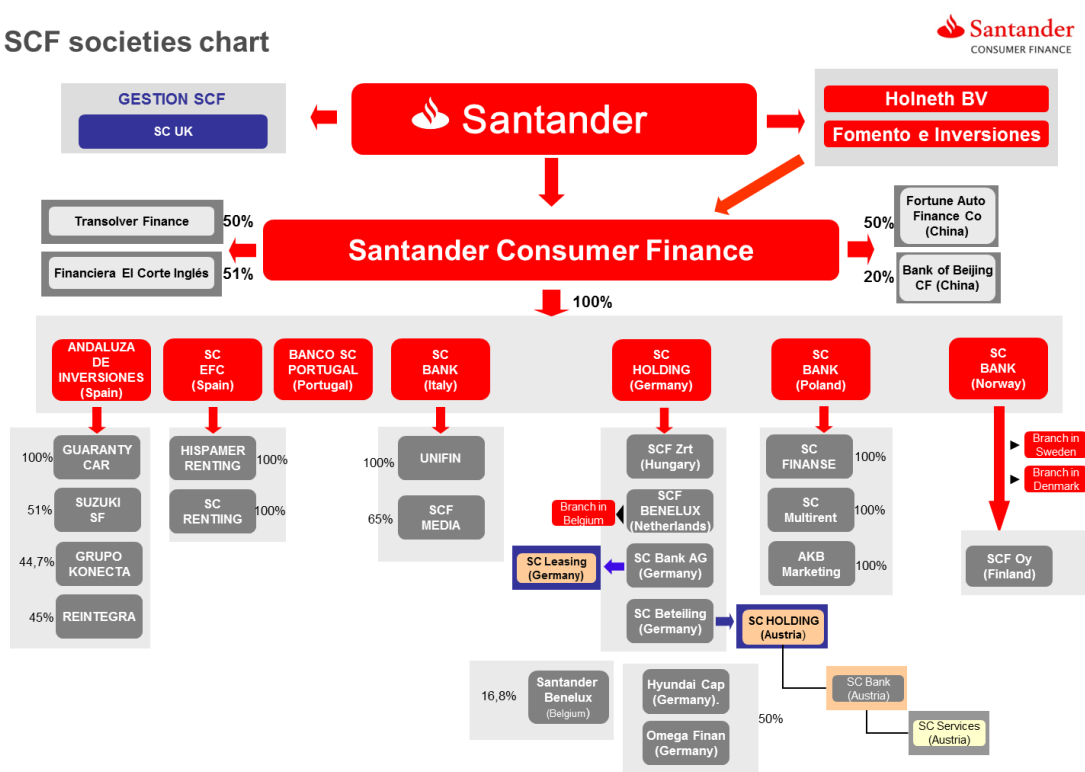 SCF societies chart
Santander
CONSUMER FINANCE
GESTION SCF
SC UK
Santander
Holneth BV
Fomento e Inversiones
Transolver Finance
50%
Financiera El Corte Inglés
51%
Santander Consumer Finance
50%
Fortune Auto
Finance Co
(China)
20%
Bank of Beijing
CF (China)
100%
ANDALUZA
DE
INVERSIONES
(Spain)
SC
EFC
(Spain)
BANCO SC
PORTUGAL
(Portugal)
SC
BANK
(Italy)
SC
HOLDING
(Germany)
SC
BANK
(Poland)
SC
BANK
(Norway)
100%
GUARANTY
CAR
51%
SUZUKI
SF
44,7%
GRUPO
KONECTA
45%
REINTEGRA
HISPAMER
RENTING
100%
SC
RENTIING
100%
100%
UNIFIN
65%
SCF
MEDIA
SCF Zrt
(Hungary)
Branch in
Belgium
SCF
BENELUX
(Netherlands)
SC Leasing
(Germany)
SC Bank AG
(Germany)
SC Beteiling
(Germany)
SC HOLDING
(Austria)
SC Bank
(Austria)
SC Services
(Austria)
SC
FINANSE
100%
SC
Multirent
100%
AKB
Marketing
100%
Branch in
Sweden
Branch in
Denmark
SCF Oy
(Finland)
16,8%
Santander
Benelux
(Belgium)
Hyundai Cap
(Germany).
Omega Finan
(Germany)
50%